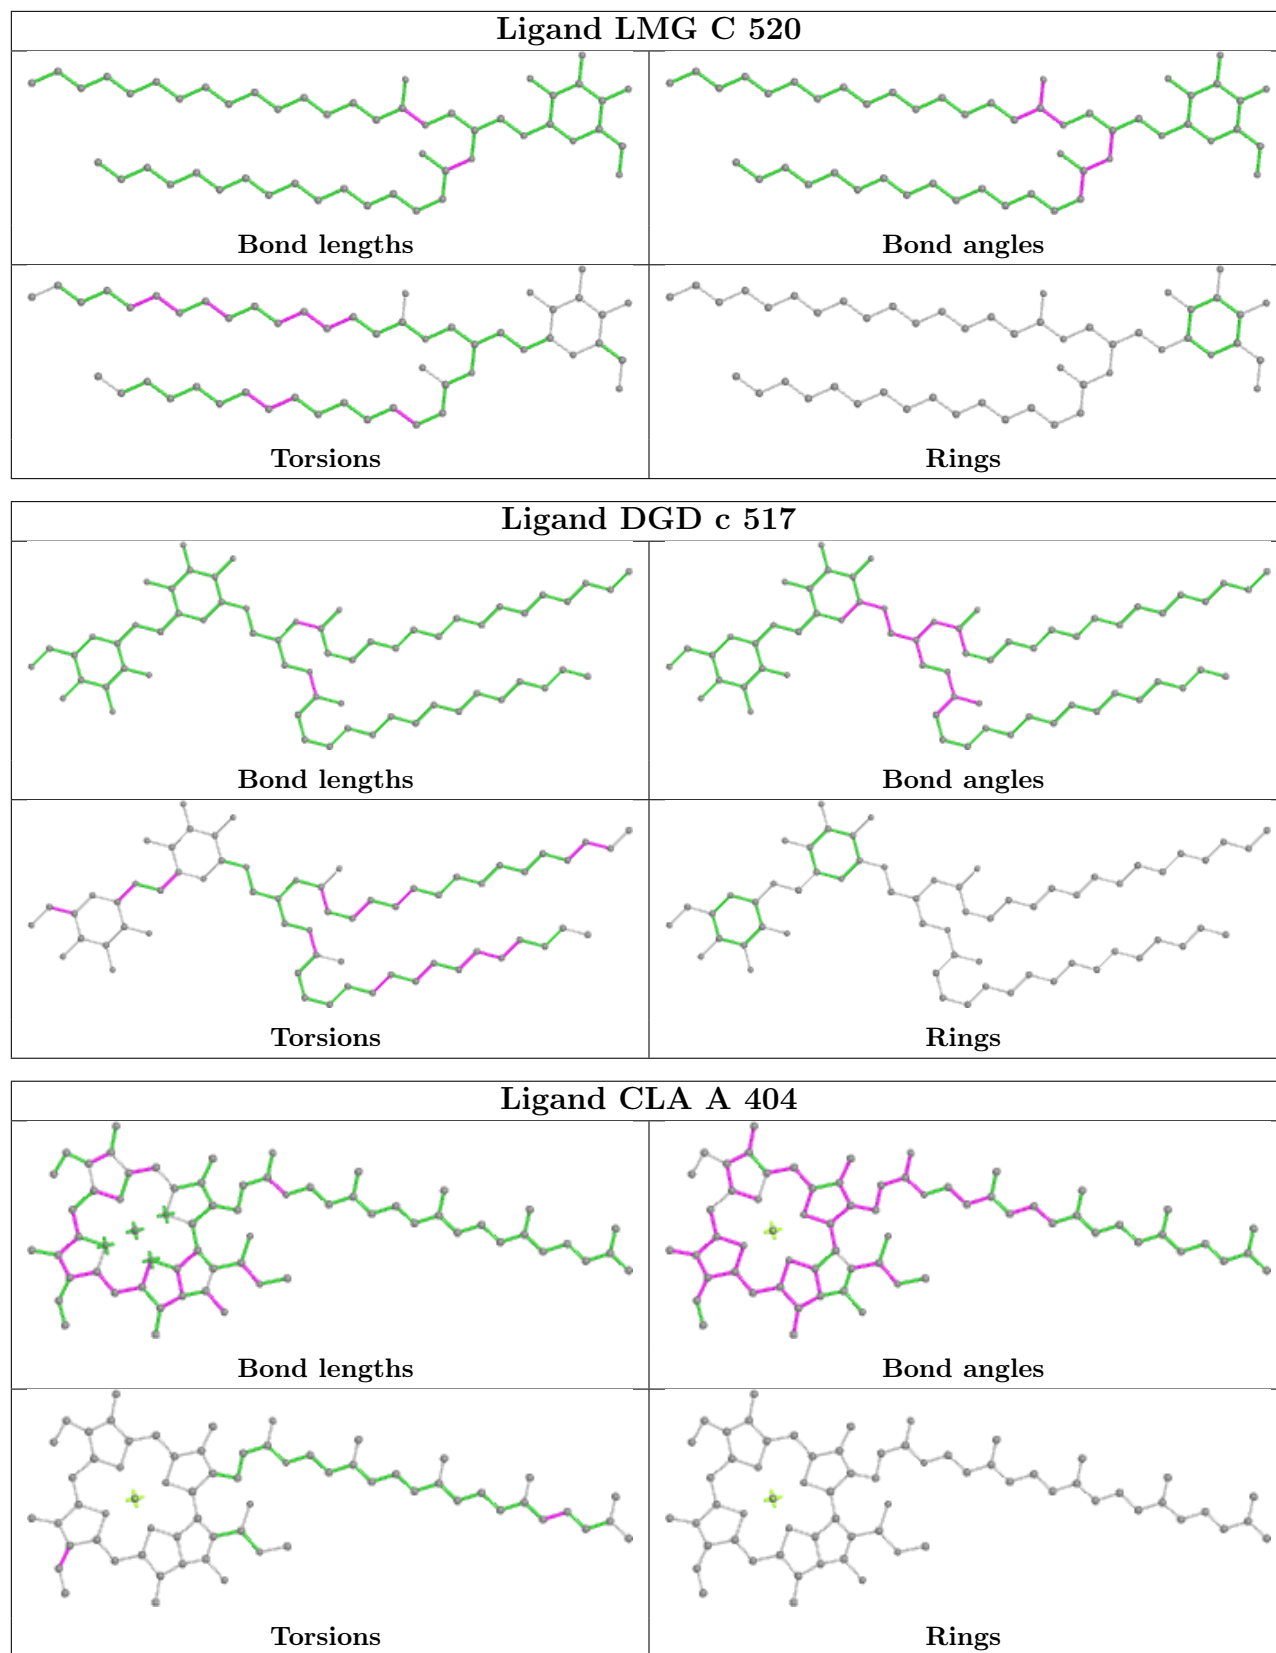 Ligand LMG C 520
Bond lengths
Bond angles
Torsions
Rings
Ligand DGD c 517
Bond lengths
Bond angles
Torsions
Rings
Ligand CLA A 404
Bond lengths
Bond angles
Torsions
Rings